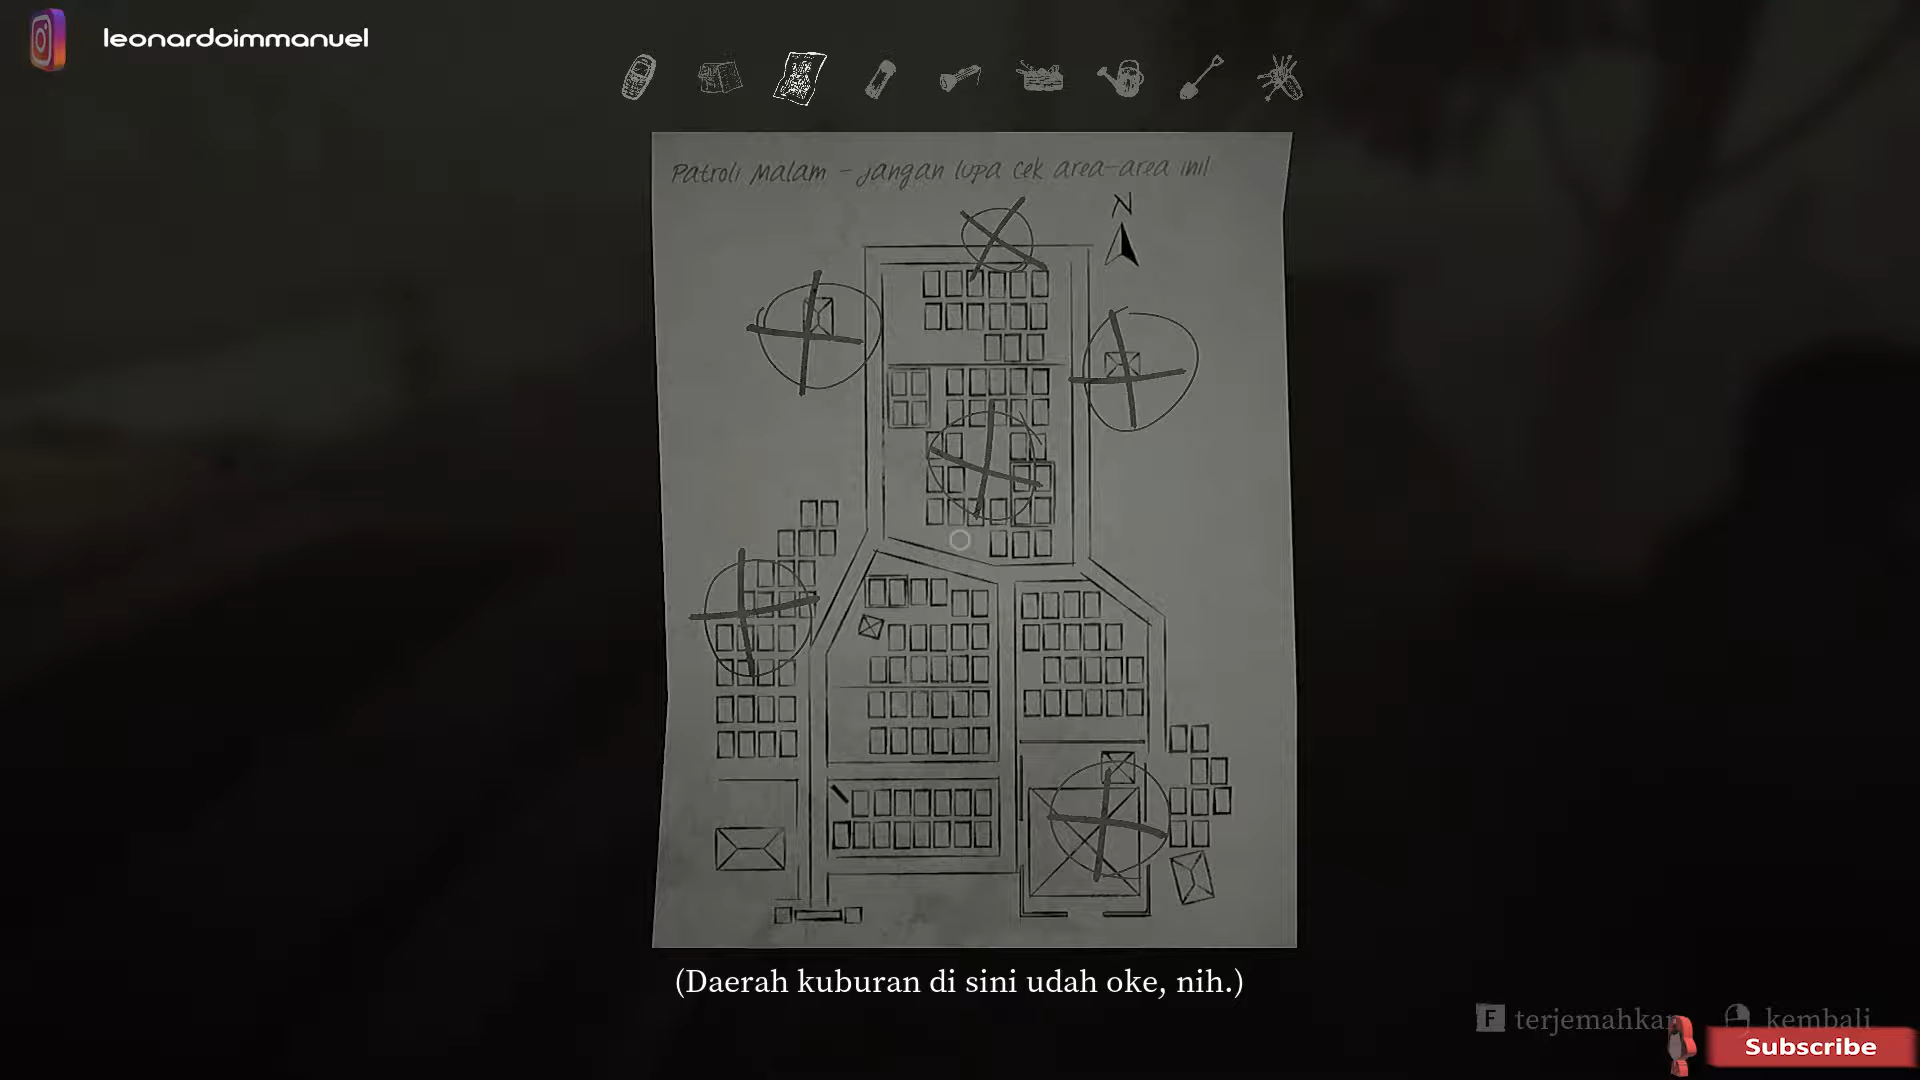 leonardoimmanuel
Patroli Malam - jangan lupa cek area-area ini!
N
(Daerah kuburan di sini udah oke, nih.)
F terjemahkan
kembali
Subscribe